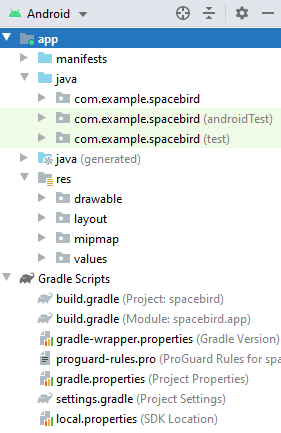 Android
app
manifests
java
com.example.spacebird
com.example.spacebird (androidTest)
com.example.spacebird (test)
java (generated)
res
drawable
layout
mipmap
values
Gradle Scripts
build.gradle (Project: spacebird)
build.gradle (Module: spacebird.app)
gradle-wrapper.properties (Gradle Version)
proguard-rules.pro (ProGuard Rules for spa
gradle.properties (Project Properties)
settings.gradle (Project Settings)
local.properties (SDK Location)